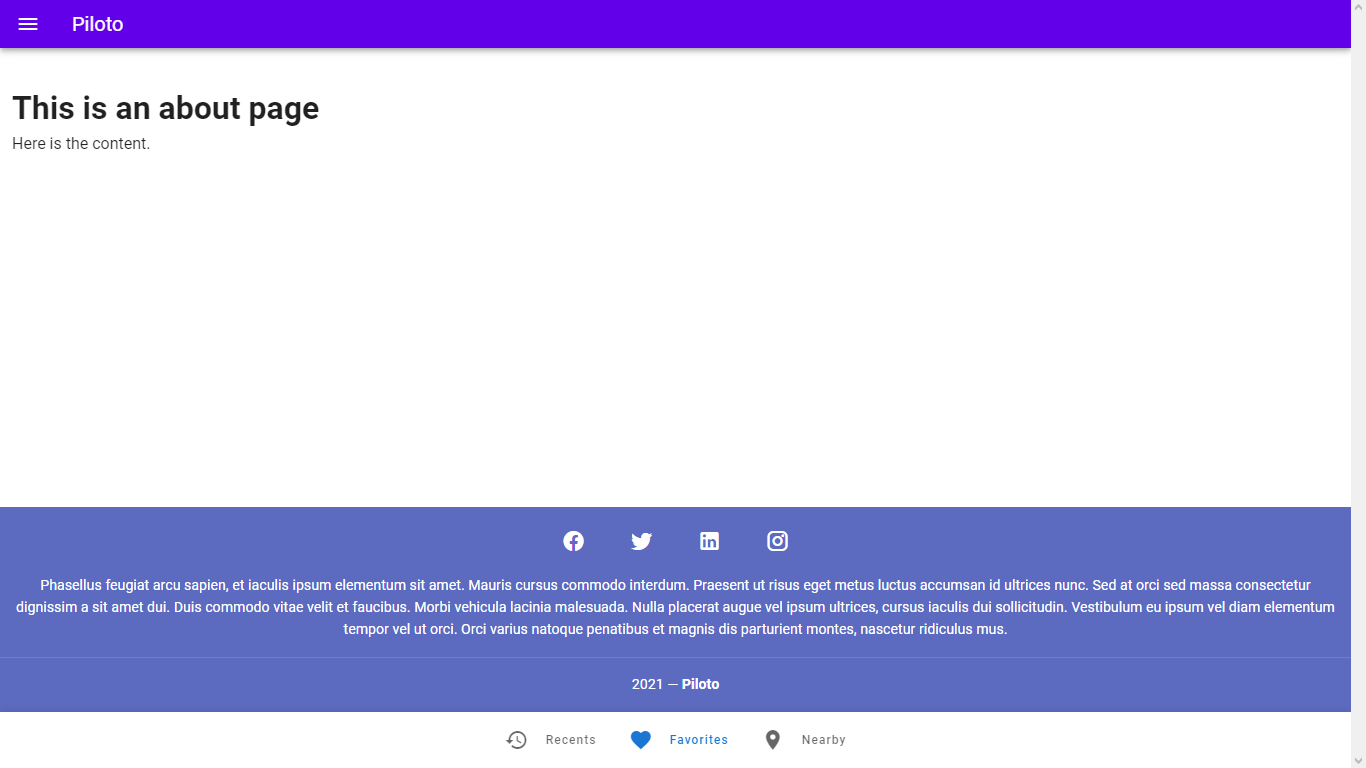 Piloto
This is an about page
Here is the content.
Phasellus feugiat arcu sapien, et iaculis ipsum elementum sit amet. Mauris cursus commodo interdum. Praesent ut risus eget metus luctus accumsan id ultrices nunc. Sed at orci sed massa consectetur
dignissim a sit amet dui. Duis commodo vitae velit et faucibus. Morbi vehicula lacinia malesuada. Nulla placerat augue vel ipsum ultrices, cursus iaculis dui sollicitudin. Vestibulum eu ipsum vel diam elementum
tempor vel ut orci. Orci varius natoque penatibus et magnis dis parturient montes, nascetur ridiculus mus.
2021 — Piloto
Recents Favorites Nearby